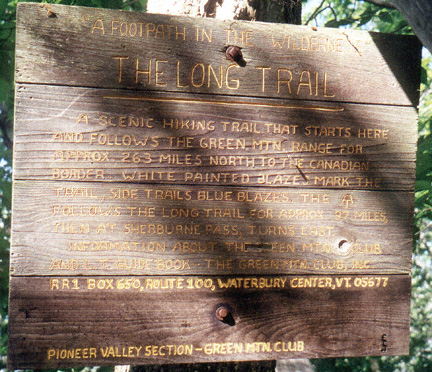 A FOOTPATH IN THE WILDERNE
THE LONG TRAIL
A SCENIC HIKING TRAIL THAT STARTS HERE
AND FOLLOWS THE GREEN MTN. RANGE FOR
APPROX 263 MILES NORTH TO THE CANADIAN
BORDER. WHITE PAINTED BLAZES MARK THE
TRAIL, SIDE TRAILS BLUE BLAZES. THE A
FOLLOWS THE LONG TRAIL FOR APPROX 97 MILES
THEN AT SHERBURNE PASS, TURNS EAST
INFORMATION ABOUT THE GREEN MTN CLUB
AND GUIDE BOOK - THE GREEN MTN CLUB, INC
RR1 BOX 650, ROUTE 100, WATERBURY CENTER, VT. 05677
PIONEER VALLEY SECTION - GREEN MTN. CLUB